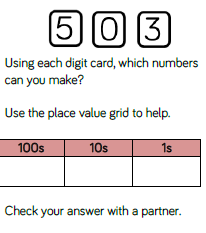 5 0 3
Using each digit card, which numbers
can you make?
Use the place value grid to help.
100s 10s 1s
Check your answer with a partner.